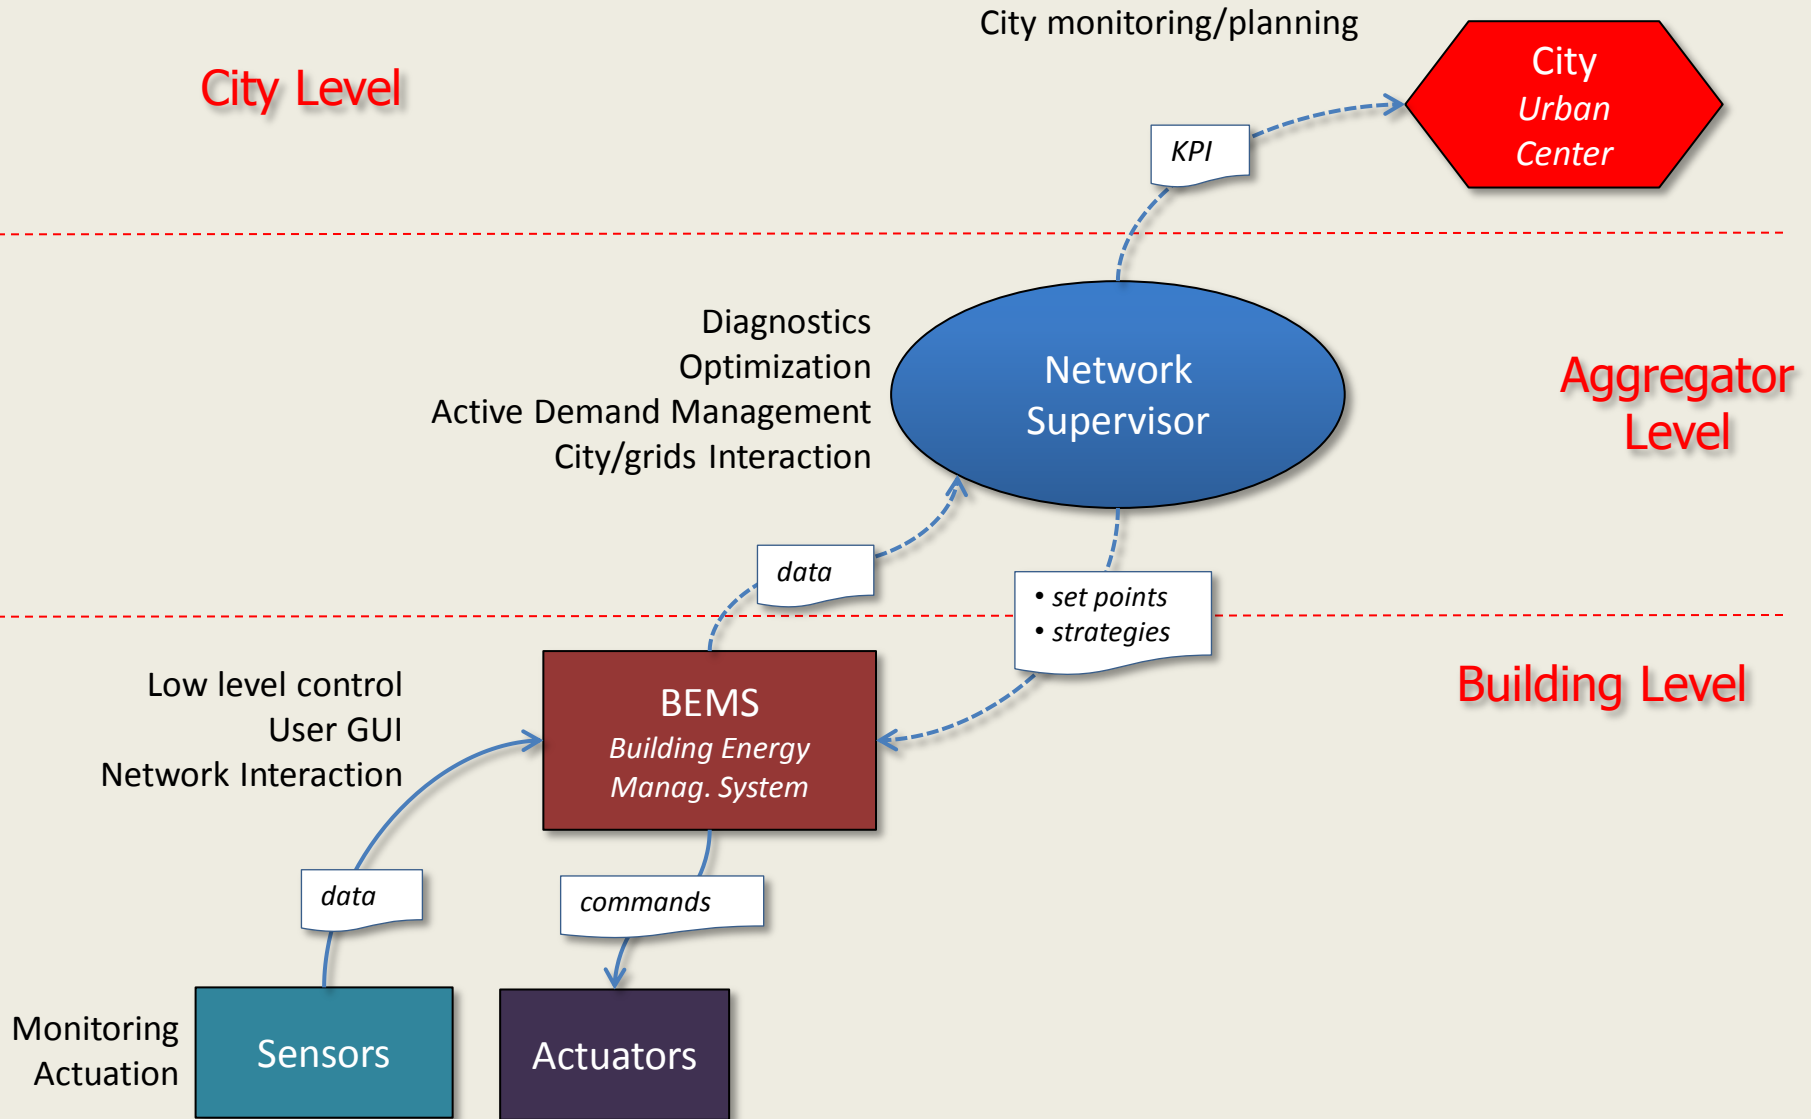 City monitoring/planning
City Level
City
Urban
Center
KPI
Diagnostics
Optimization
Active Demand Management
City/grids Interaction
Network
Supervisor
Aggregator
Level
data
• set points
• strategies
Low level control
User GUI
Network Interaction
BEMS
Building Energy
Manag. System
Building Level
data
commands
Monitoring
Actuation
Sensors
Actuators